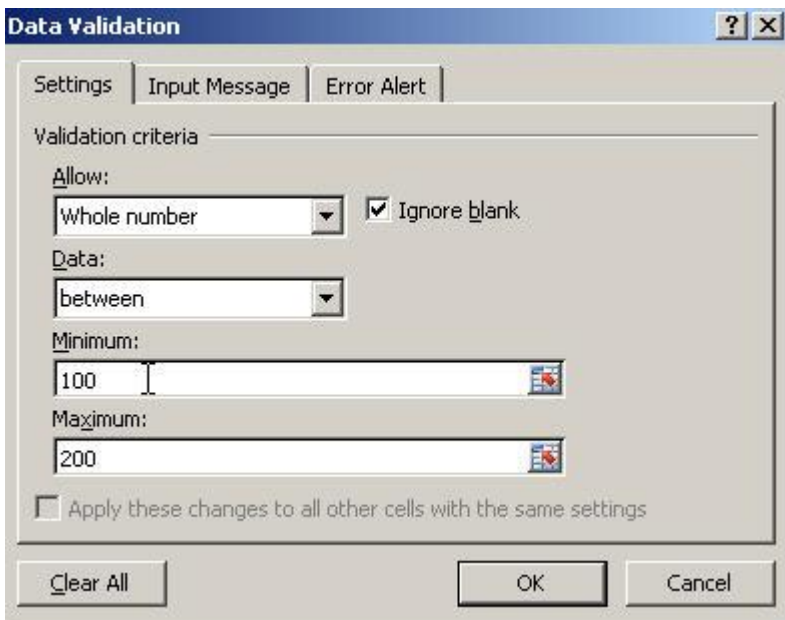 Data Validation
Settings Input Message Error Alert
Validation criteria
Allow:
Whole number Ignore blank
Data:
between
Minimum:
100
Maximum:
200
Apply these changes to all other cells with the same settings
Clear All OK Cancel